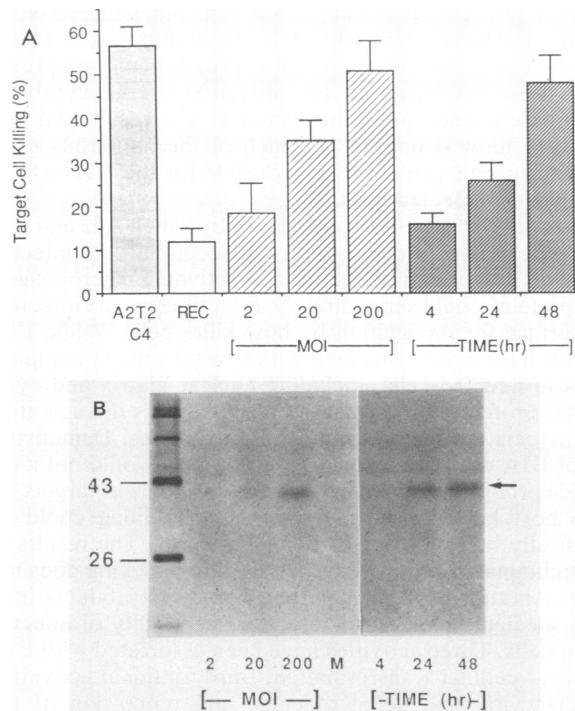 A
Target Cell Killing (%)
60
50
40
30
20
10
0
A2T2 C4
REC
2
20
200
4
24
48
[——MOI——]
[—TIME(hr)—]
B
43
26
2
20
200
M
4
24
48
[— MOI —]
[-TIME (hr)-]